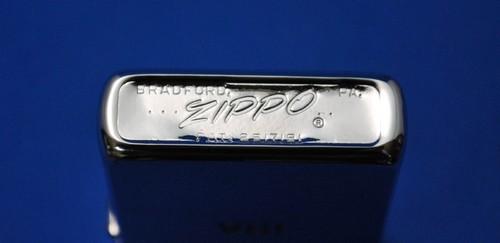 BRADFORD, PA.
... ZIPPO ® ..
PAT. 2517191